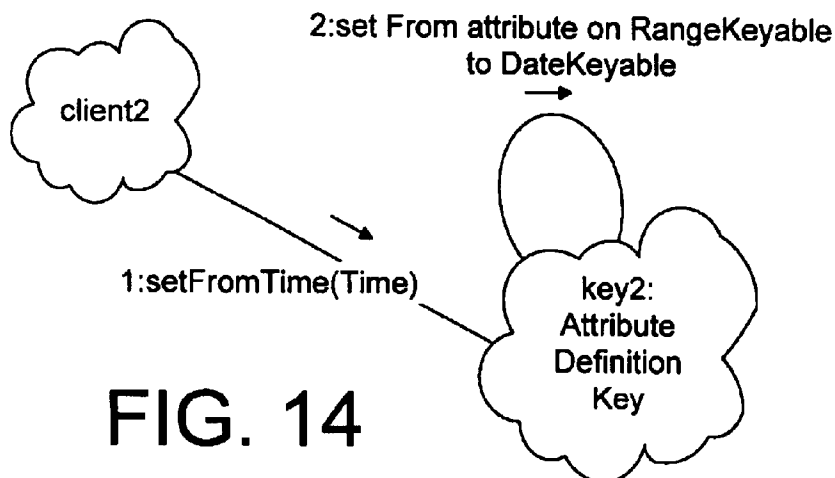 2:set From attribute on RangeKeyable
to DateKeyable
client2
1:setFromTime(Time)
key2:
Attribute
Definition
Key
FIG. 14